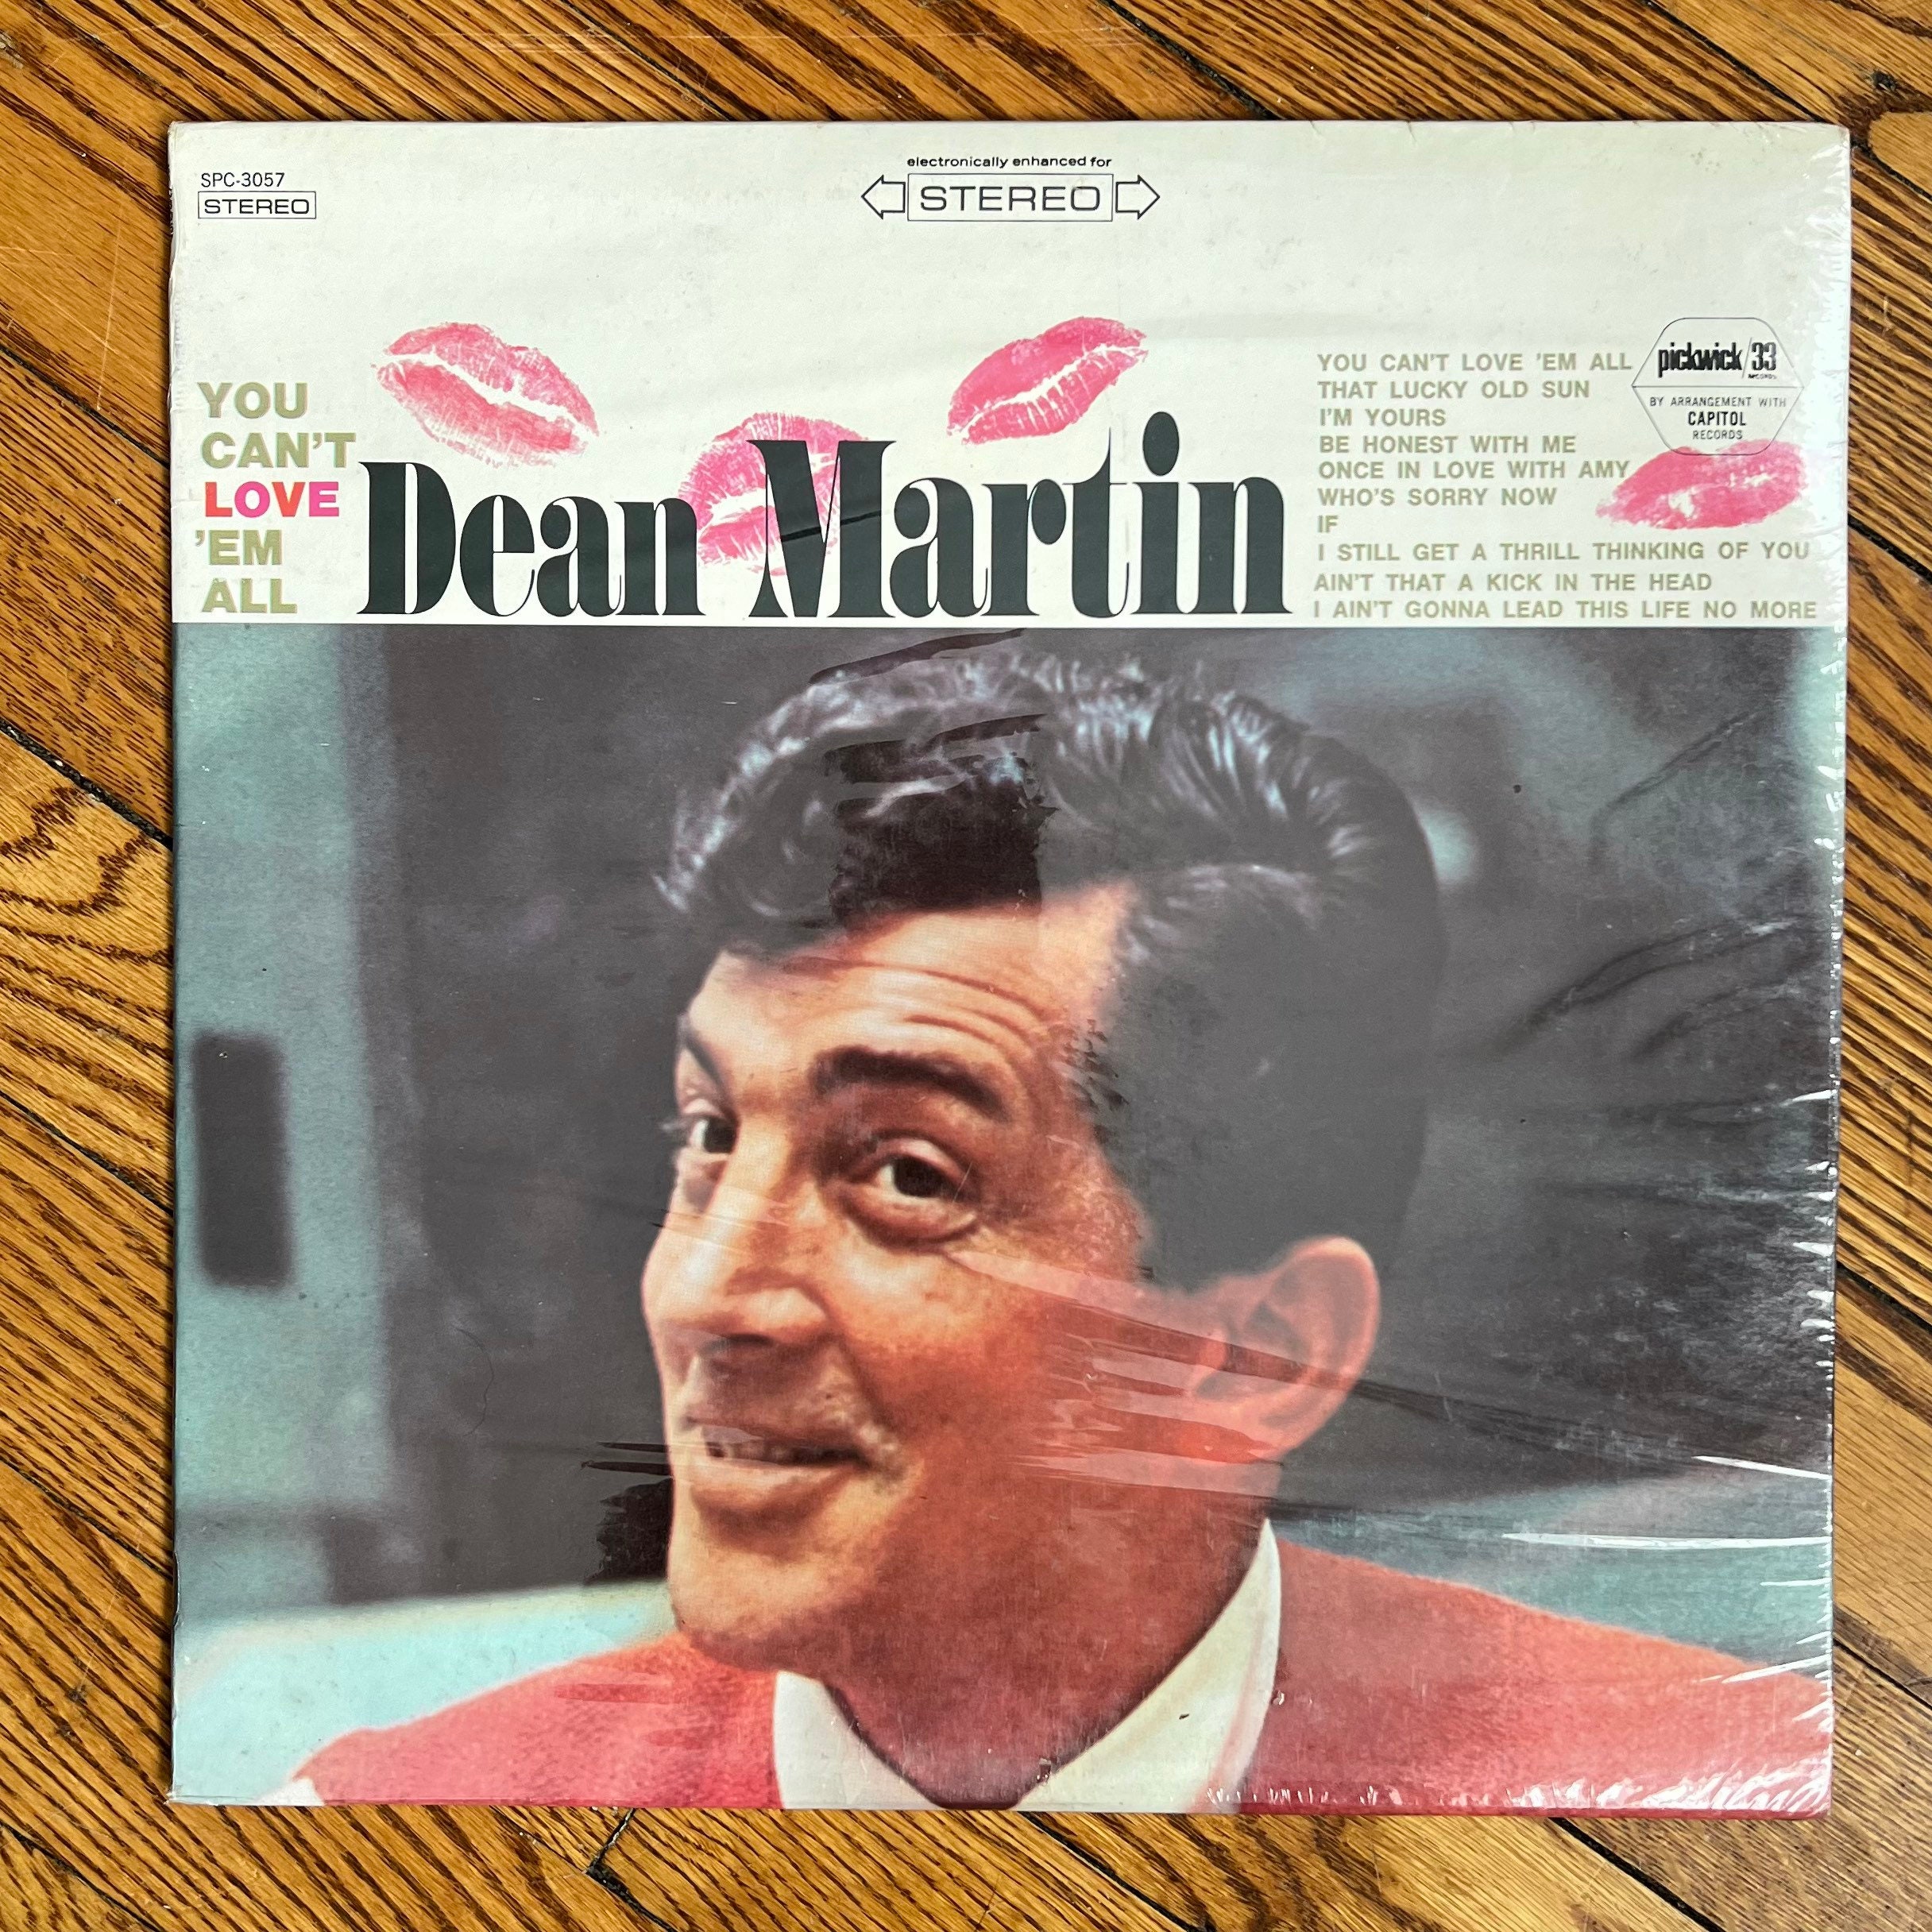 SPC-3057
STEREO
electronically enhanced for
STEREO
YOU
CAN'T
LOVE
'EM
ALL
Dean Martin
YOU CAN'T LOVE 'EM ALL
THAT LUCKY OLD SUN
I'M YOURS
BE HONEST WITH ME
ONCE IN LOVE WITH AMY
WHO'S SORRY NOW
IF
I STILL GET A THRILL THINKING OF YOU
AIN'T THAT A KICK IN THE HEAD
I AIN'T GONNA LEAD THIS LIFE NO MORE
pickwick/33
RECORDS
BY ARRANGEMENT WITH
CAPITOL
RECORDS